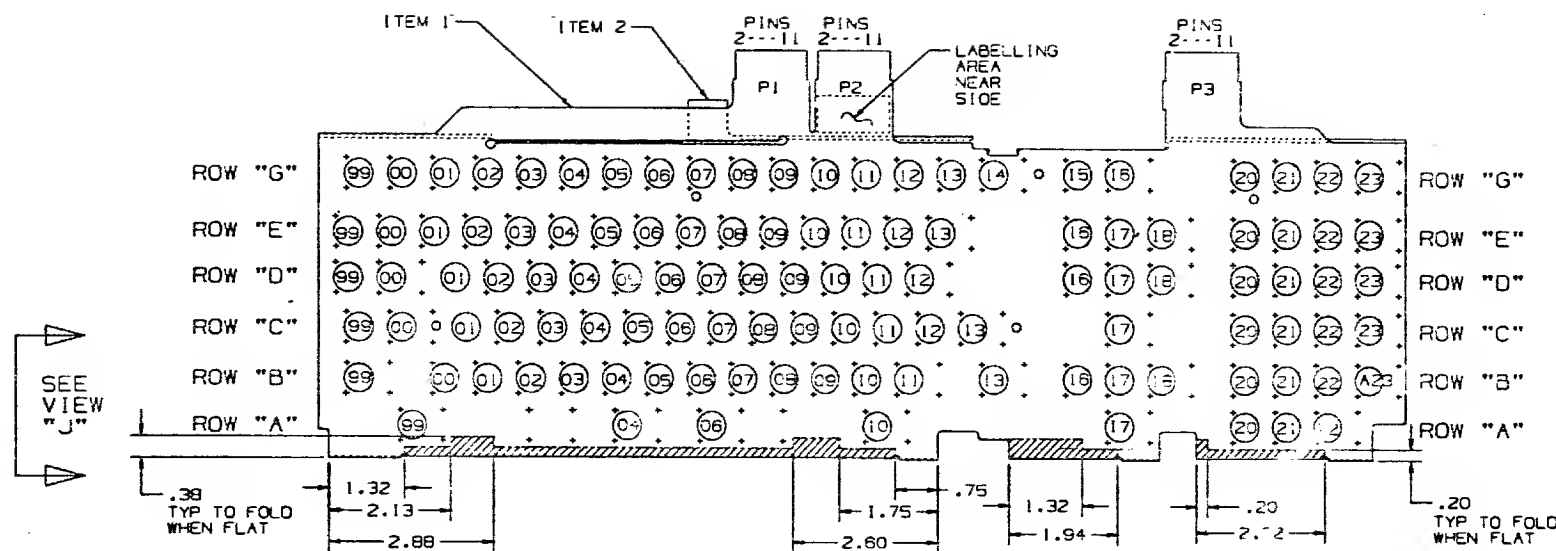 ITEM 1
ITEM 2
PINS
2---11
PINS
2---11
PINS
2---11
P1
P2
P3
LABELLING
AREA
NEAR
SIDE
ROW "G" 99 00 01 02 03 04 05 06 07 08 09 10 11 12 13 14 15 16 20 21 22 23 ROW "G"
ROW "E" 99 00 01 02 03 04 05 06 07 08 09 10 11 12 13 16 17 18 20 21 22 23 ROW "E"
ROW "D" 99 00 01 02 03 04 05 06 07 08 09 10 11 12 16 17 18 20 21 22 23 ROW "D"
ROW "C" 99 00 01 02 03 04 05 06 07 08 09 10 11 12 13 17 20 21 22 23 ROW "C"
ROW "B" 99 00 01 02 03 04 05 06 07 08 09 10 11 13 16 17 18 20 21 22 A23 ROW "B"
ROW "A" 99 04 06 10 17 20 21 ROW "A"
SEE
VIEW
"J"
.38
TYP TO FOLD
WHEN FLAT
1.32
2.13
2.88
.75
1.75
2.60
1.32
1.94
.20
.20
TYP TO FOLD
WHEN FLAT